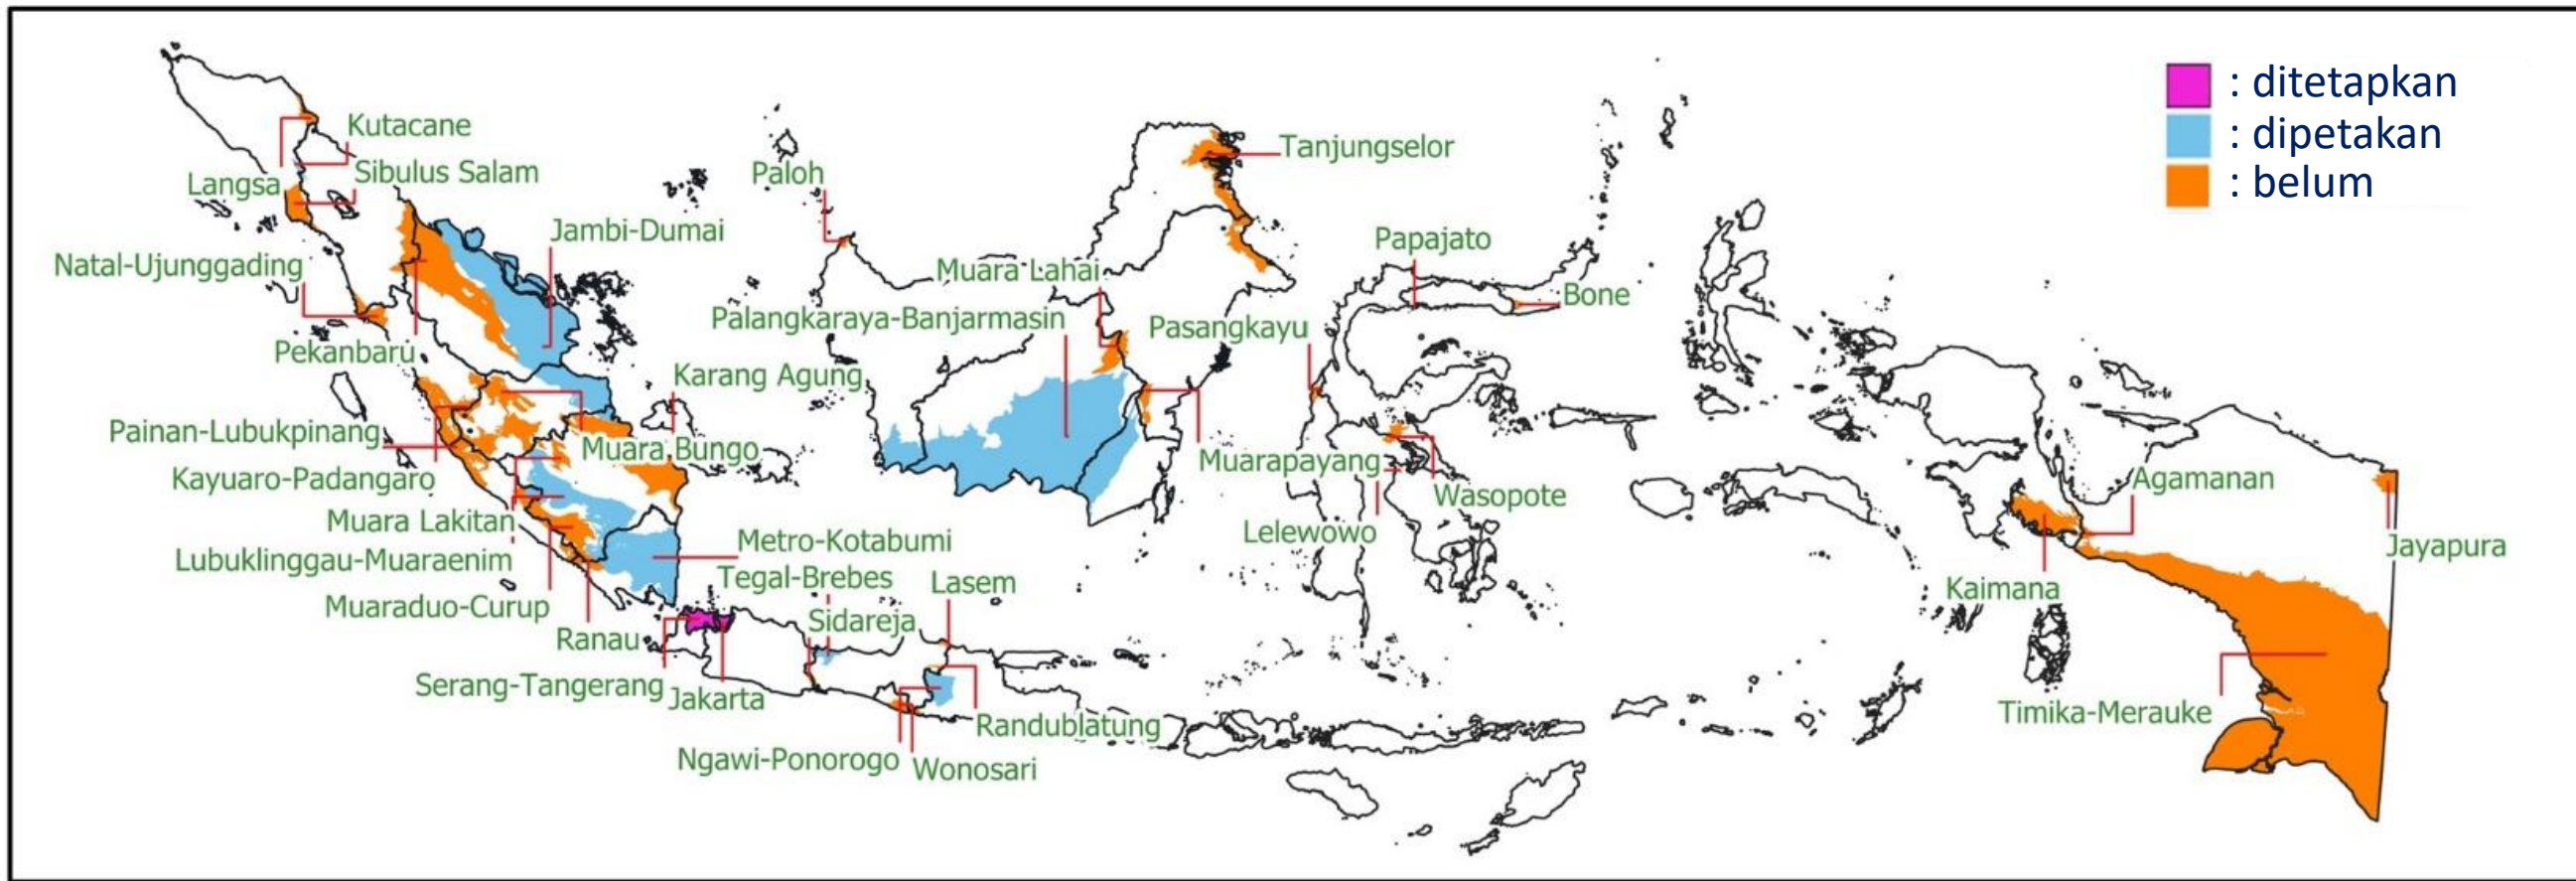 : ditetapkan
: dipetakan
: belum
Kutacane
Sibulus Salam
Langsa
Jambi-Dumai
Natal-Ujunggading
Pekanbaru
Painan-Lubukpinang
Kayuaro-Padangaro
Muara Bungo
Karang Agung
Muara Lakitan
Lubuklinggau-Muaraenim
Muaraduo-Curup
Ranau
Metro-Kotabumi
Serang-Tangerang
Jakarta
Tegal-Brebes
Sidareja
Lasem
Ngawi-Ponorogo
Wonosari
Randublatung
Paloh
Palangkaraya-Banjarmasin
Muara Lahai
Tanjungselor
Pasangkayu
Papajato
Bone
Muarapayang
Wasopote
Lelewowo
Agamanan
Kaimana
Jayapura
Timika-Merauke